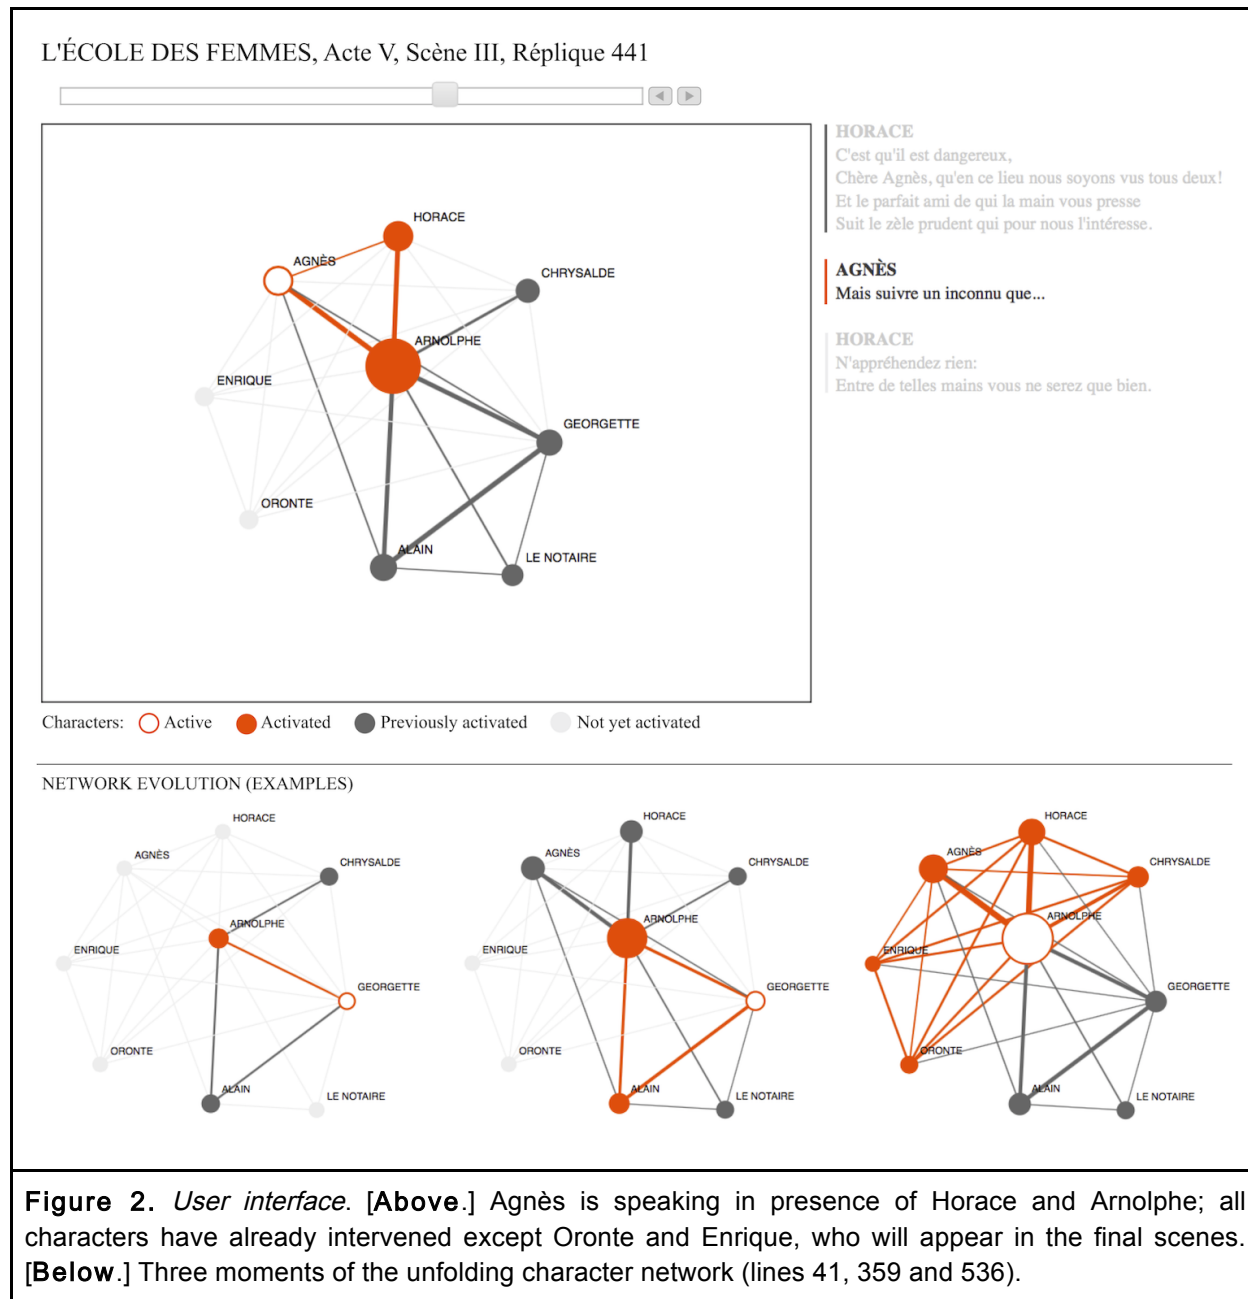 L'ÉCOLE DES FEMMES, Acte V, Scène III, Réplique 441
HORACE
C'est qu'il est dangereux,
Chère Agnès, qu'en ce lieu nous soyons vus tous deux!
Et le parfait ami de qui la main vous presse
Suit le zèle prudent qui pour nous l'intéresse.
AGNÈS
Mais suivre un inconnu que...
HORACE
N'appréhendez rien:
Entre de telles mains vous ne serez que bien.
HORACE
AGNÈS
CHRYSALDE
ARNOLPHE
ENRIQUE
GEORGETTE
ORONTE
ALAIN
LE NOTAIRE
Characters: Active Activated Previously activated Not yet activated
NETWORK EVOLUTION (EXAMPLES)
HORACE
AGNÈS
CHRYSALDE
ARNOLPHE
ENRIQUE
GEORGETTE
ORONTE
ALAIN
LE NOTAIRE
HORACE
AGNÈS
CHRYSALDE
ARNOLPHE
ENRIQUE
GEORGETTE
ORONTE
ALAIN
LE NOTAIRE
HORACE
AGNÈS
CHRYSALDE
ARNOLPHE
ENRIQUE
GEORGETTE
ORONTE
ALAIN
LE NOTAIRE
Figure 2. User interface. [Above.] Agnès is speaking in presence of Horace and Arnolphe; all
characters have already intervened except Oronte and Enrique, who will appear in the final scenes.
[Below.] Three moments of the unfolding character network (lines 41, 359 and 536).